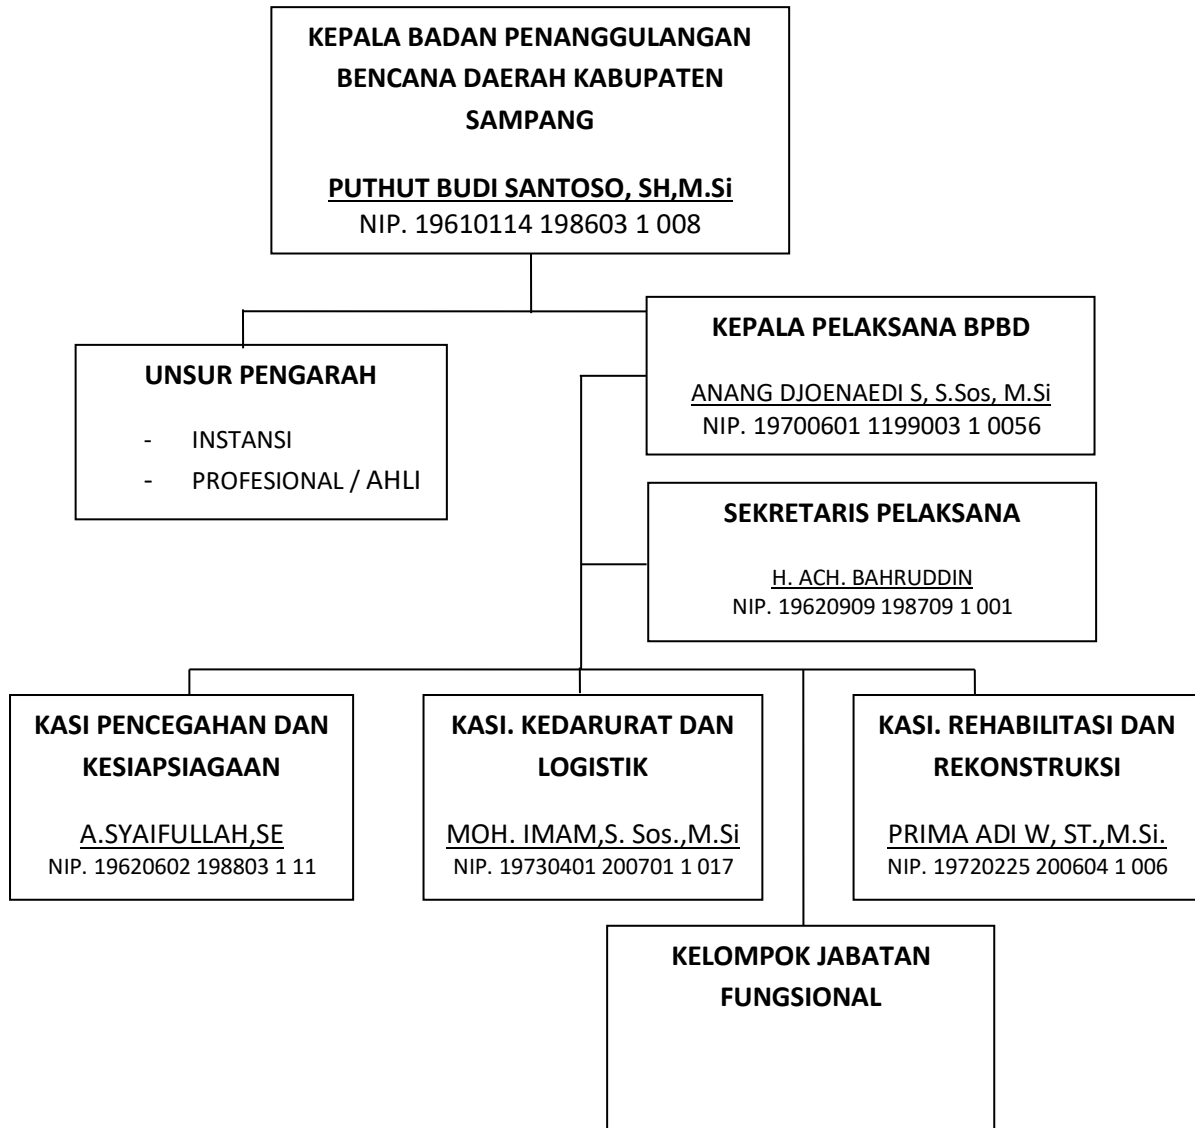 KEPALA BADAN PENANGGULANGAN
BENCANA DAERAH KABUPATEN
SAMPANG
PUTHUT BUDI SANTOSO, SH,M.Si
NIP. 19610114 198603 1 008
KEPALA PELAKSANA BPBD
ANANG DJOENAEDI S, S.Sos, M.Si
NIP. 19700601 1199003 1 0056
UNSUR PENGARAH
- INSTANSI
- PROFESIONAL / AHLI
SEKRETARIS PELAKSANA
H. ACH. BAHRUDDIN
NIP. 19620909 198709 1 001
KASI PENCEGAHAN DAN
KESIAPSIAGAAN
A.SYAIFULLAH,SE
NIP. 19620602 198803 1 11
KASI. KEDARURAT DAN
LOGISTIK
MOH. IMAM,S. Sos.,M.Si
NIP. 19730401 200701 1 017
KASI. REHABILITASI DAN
REKONSTRUKSI
PRIMA ADI W, ST.,M.Si.
NIP. 19720225 200604 1 006
KELOMPOK JABATAN
FUNGSIONAL